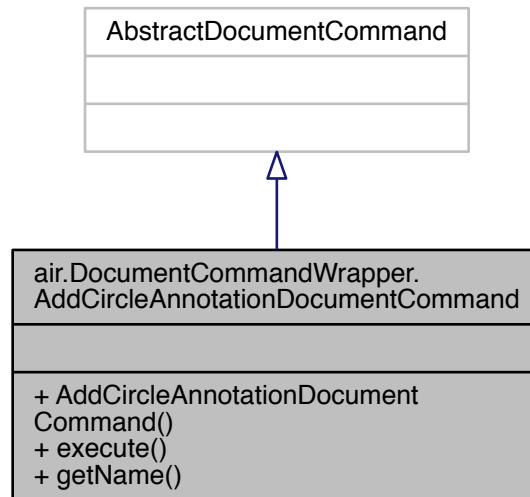 AbstractDocumentCommand
air.DocumentCommandWrapper.
AddCircleAnnotationDocumentCommand
+ AddCircleAnnotationDocument
Command()
+ execute()
+ getName()